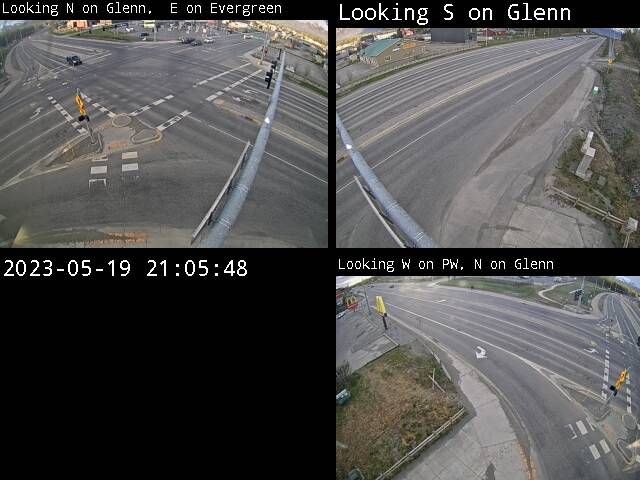 Looking N on Glenn,  E on Evergreen
Looking S on Glenn
2023-05-19 21:05:48
Looking W on PW, N on Glenn